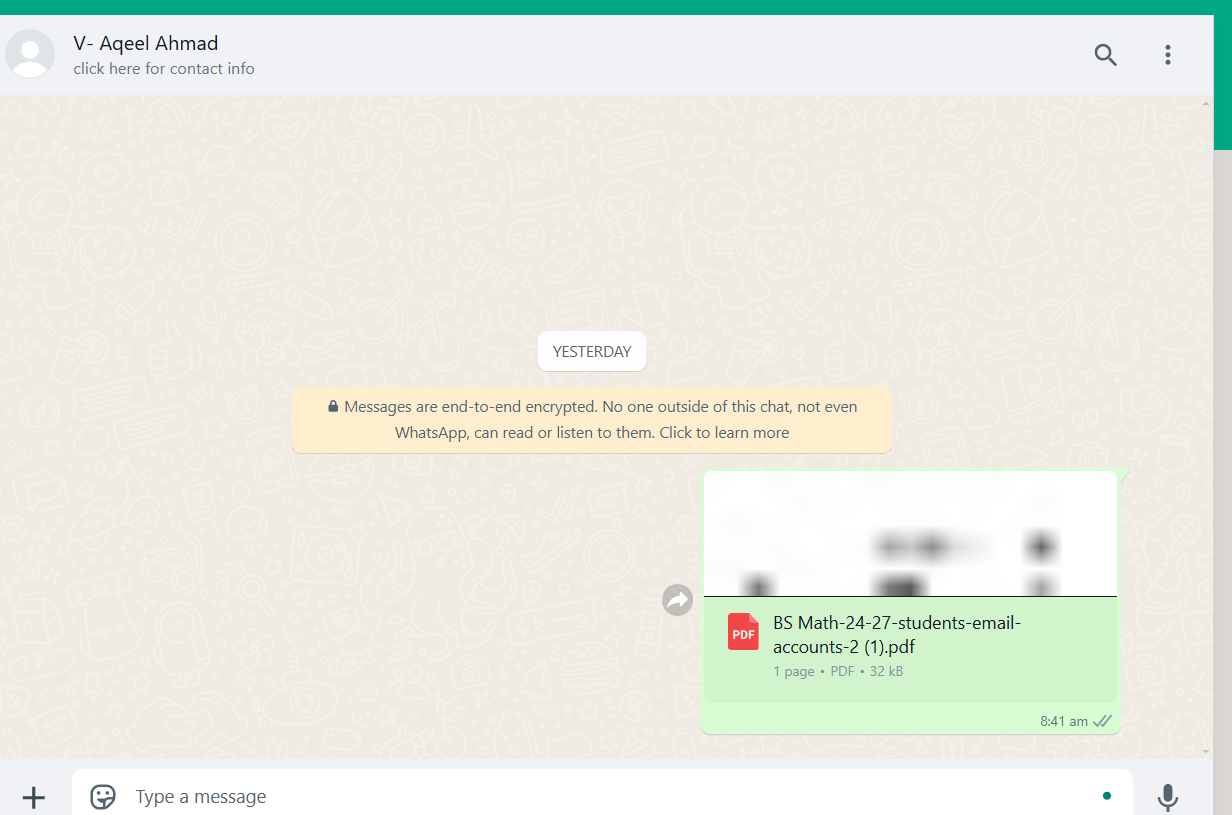 V- Aqeel Ahmad
click here for contact info
YESTERDAY
Messages are end-to-end encrypted. No one outside of this chat, not even
WhatsApp, can read or listen to them. Click to learn more
PDF
BS Math-24-27-students-email-
accounts-2 (1).pdf
1 page • PDF • 32 kB
8:41 am
Type a message